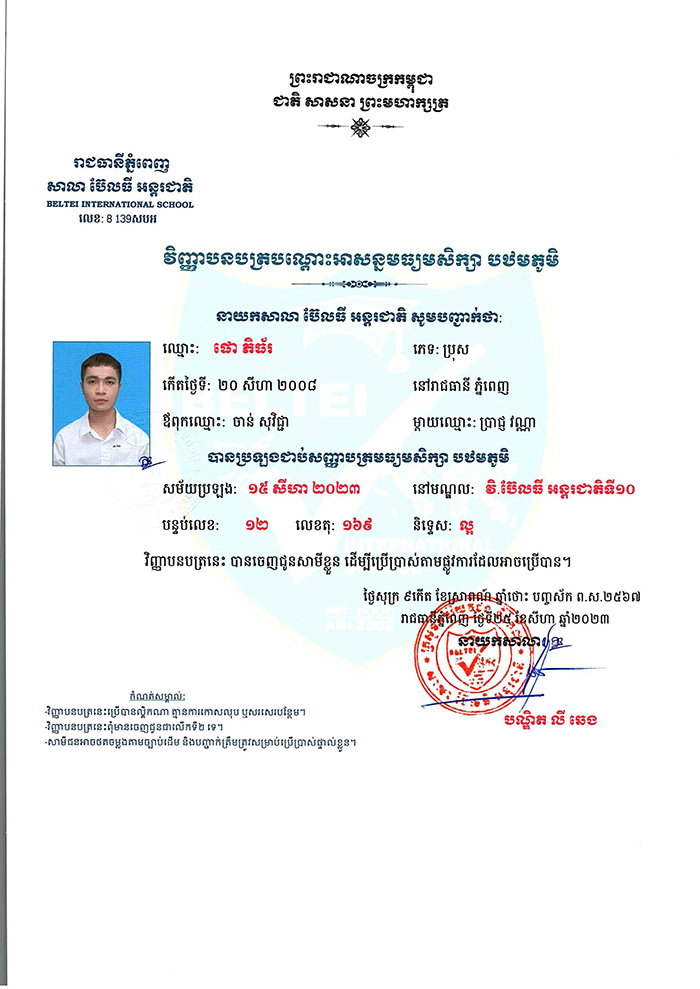 ព្រះរាជាណាចក្រកម្ពុជា
ជាតិ សាសនា ព្រះមហាក្សត្រ
រាជធានីភ្នំពេញ
សាលា ប៊ែលធី អន្តរជាតិ
BELTEI INTERNATIONAL SCHOOL
លេខ: 8 139សបអ
វិញ្ញាបនបត្របណ្តោះអាសន្នមធ្យមសិក្សា បឋមភូមិ
នាយកសាលា ប៊ែលធី អន្តរជាតិ សូមបញ្ជាក់ថា:
ឈ្មោះ: ផោ ភិធ័រ ភេទ: ប្រុស
កើតថ្ងៃទី: ២០ សីហា ២០០៨ នៅរាជធានី ភ្នំពេញ
ឪពុកឈ្មោះ: ចាន់ សុវិជ្ជា ម្តាយឈ្មោះ: ប្រាជ្ញ វណ្ណា
បានប្រឡងជាប់សញ្ញាបត្រមធ្យមសិក្សា បឋមភូមិ
សម័យប្រឡង: ១៥ សីហា ២០២៣ នៅមណ្ឌល: វិ.ប៊ែលធី អន្តរជាតិទី១០
បន្ទប់លេខ: ១២ លេខតុ: ១៦៩ និទ្ទេស: ល្អ
វិញ្ញាបនបត្រនេះ បានចេញជូនសាមីខ្លួន ដើម្បីប្រើប្រាស់តាមផ្លូវការដែលអាចប្រើបាន។
ថ្ងៃសុក្រ ៩កើត ខែស្រាពណ៍ ឆ្នាំថោះ បញ្ចស័ក ព.ស.២៥៦៧
រាជធានីភ្នំពេញ ថ្ងៃទី២៥ ខែសីហា ឆ្នាំ២០២៣
នាយកសាលា
BELTEI
បណ្ឌិត លី ឆេង
កំណត់សម្គាល់:
-វិញ្ញាបនបត្រនេះប្រើបានល្គឹកណា គ្មានការកោសលុប ឬសរសេរបន្ថែម។
-វិញ្ញាបនបត្រនេះពុំមានចេញជូនជាលើកទី២ ទេ។
-សាមីជនអាចថតចម្លងតាមច្បាប់ដើម និងបញ្ជាក់ត្រឹមត្រូវសម្រាប់ប្រើប្រាស់ផ្ទាល់ខ្លួន។